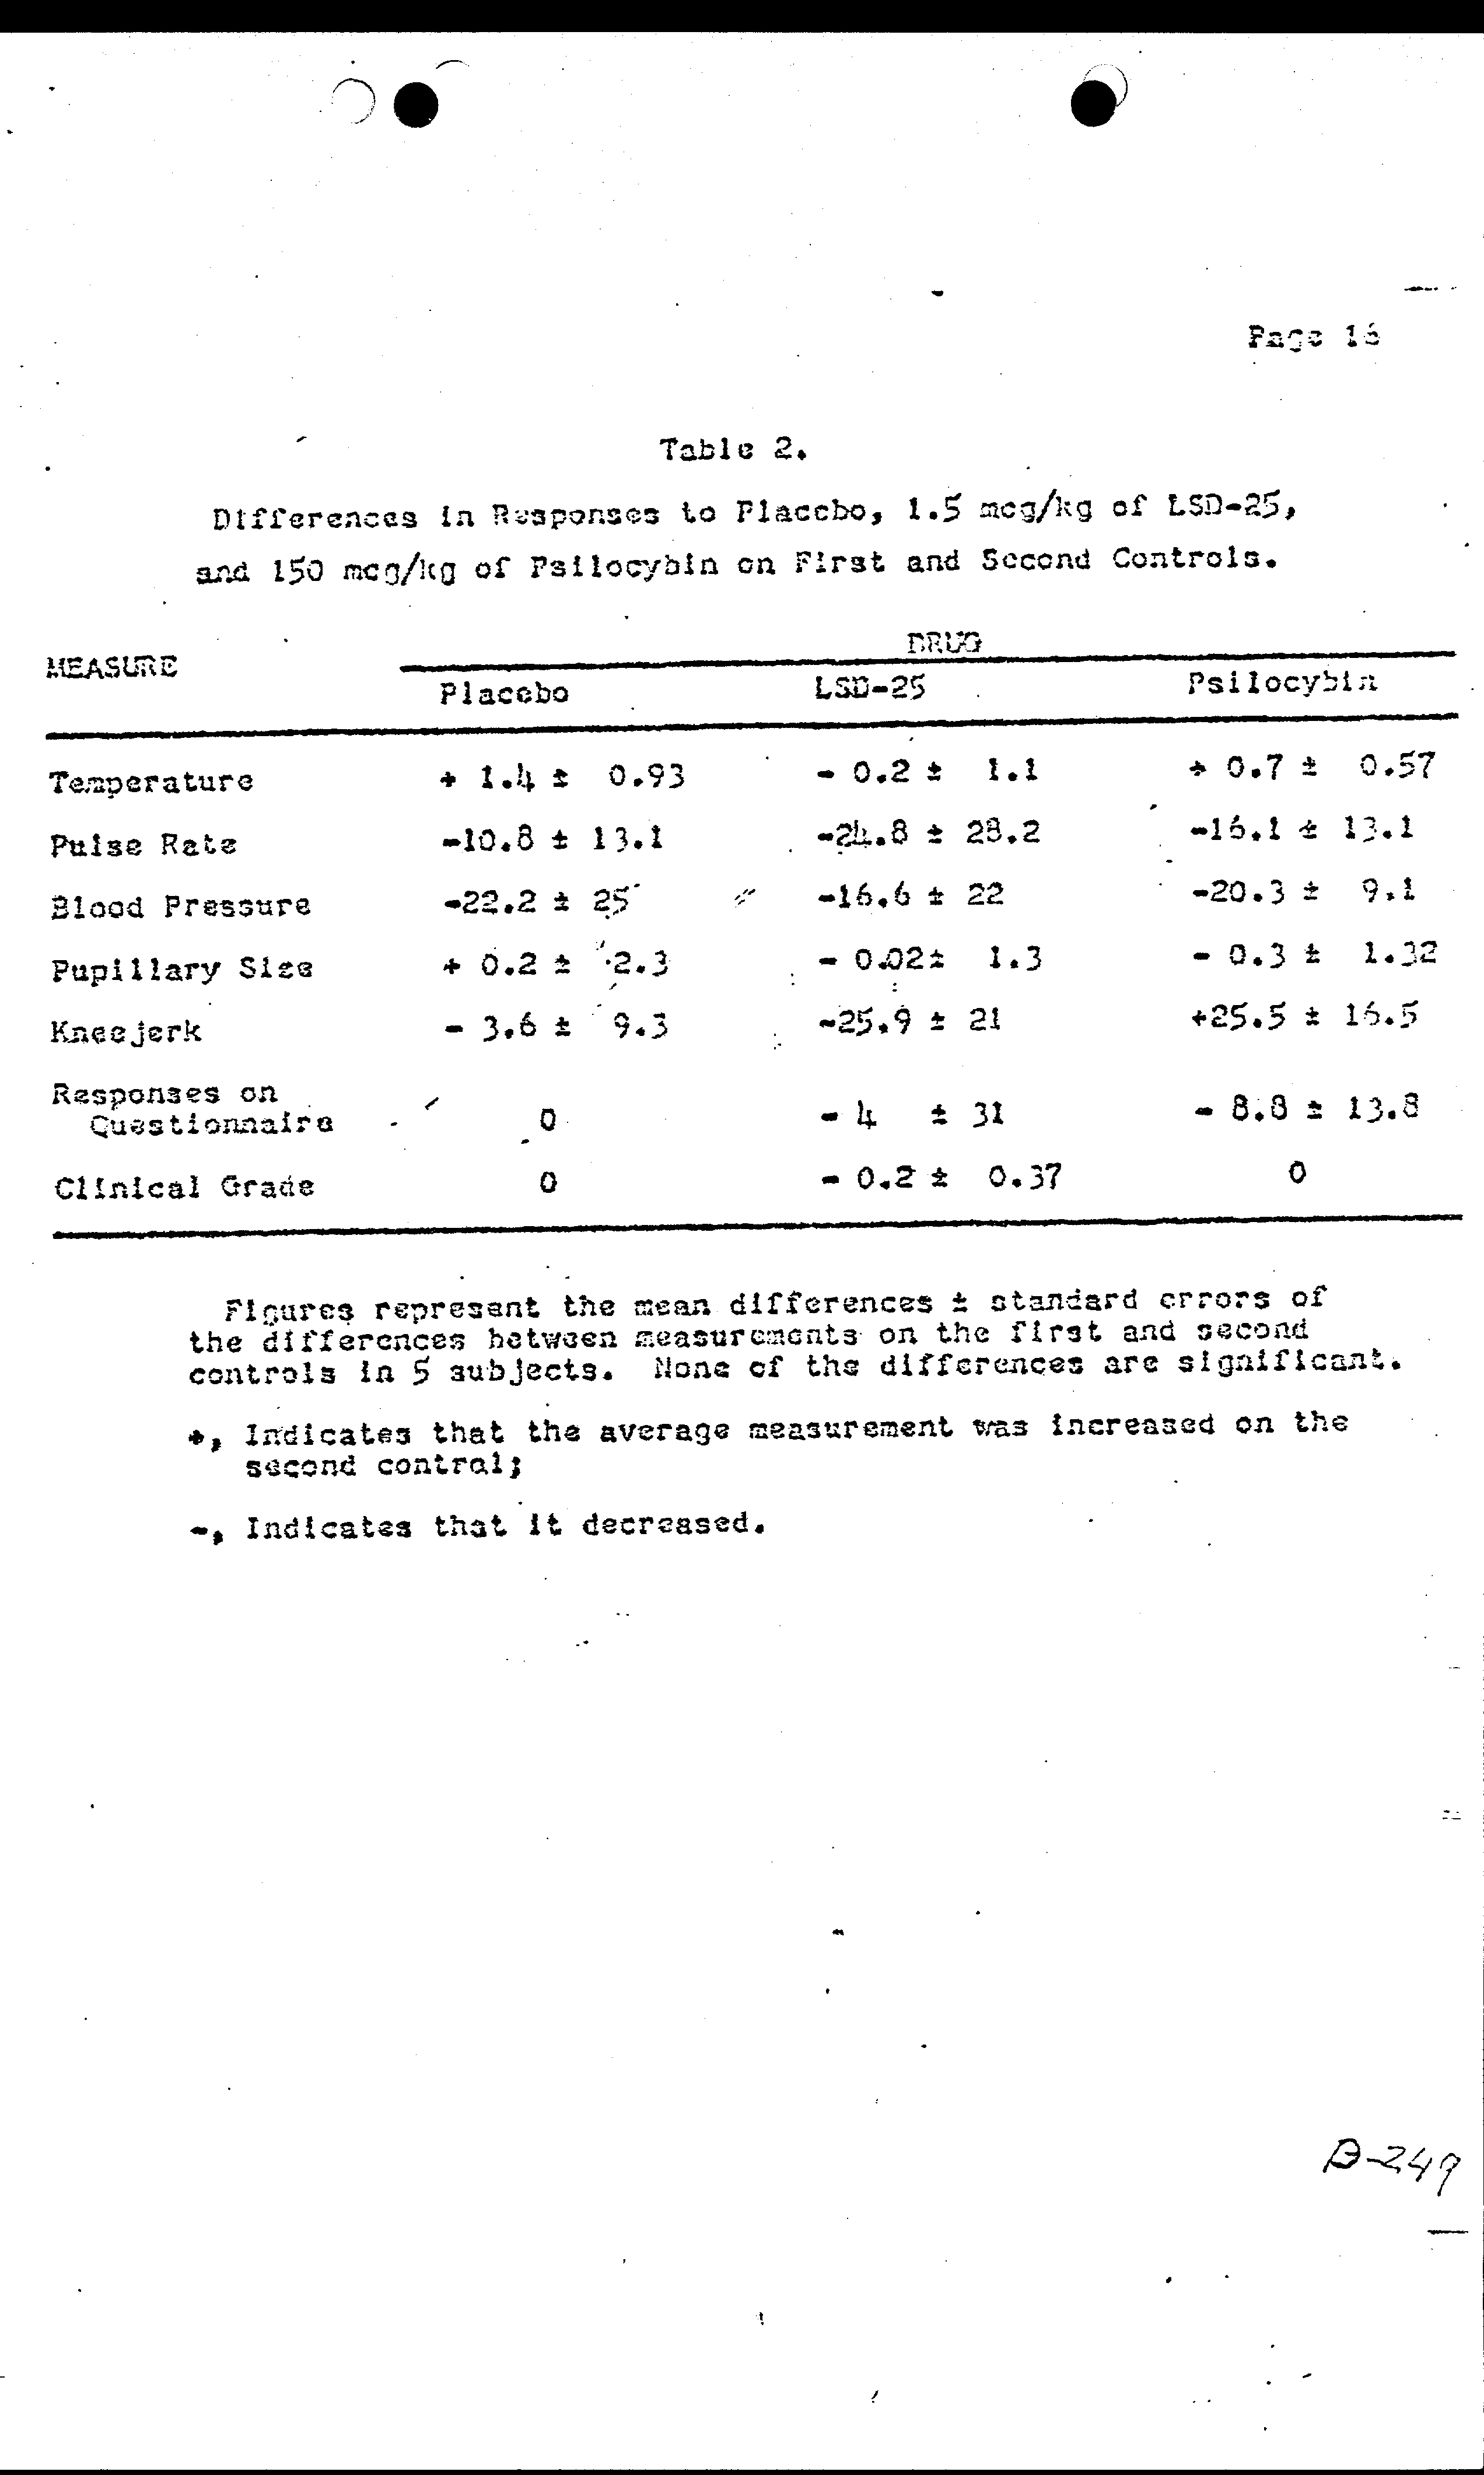 Page 16
Table 2.
Differences in Responses to Placebo, 1.5 mcg/kg of LSD-25,
and 150 mcg/kg of Psilocybin on First and Second Controls.
DRUG
MEASURE
Placebo LSD-25 Psilocybin
Temperature + 1.4 ± 0.93 - 0.2 ± 1.1 + 0.7 ± 0.57
Pulse Rate -10.8 ± 13.1 -24.8 ± 28.2 -16.1 ± 13.1
Blood Pressure -22.2 ± 25 -16.6 ± 22 -20.3 ± 9.1
Pupillary Size + 0.2 ± 2.3 - 0.02± 1.3 - 0.3 ± 1.32
Kneejerk - 3.6 ± 9.3 -25.9 ± 21 +25.5 ± 16.5
Responses on
Questionnaire 0 - 4 ± 31 - 8.8 ± 13.8
Clinical Grade 0 - 0.2 ± 0.37 0
Figures represent the mean differences ± standard errors of
the differences between measurements on the first and second
controls in 5 subjects. None of the differences are significant.
+, Indicates that the average measurement was increased on the
second control;
-, Indicates that it decreased.
B-249